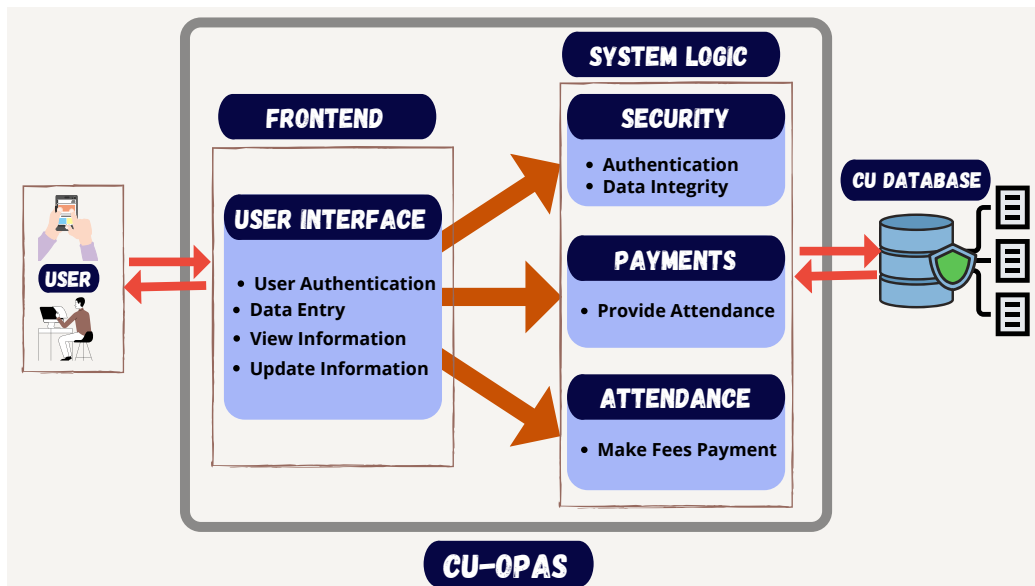 SYSTEM LOGIC
FRONTEND
SECURITY
• Authentication
• Data Integrity
CU DATABASE
USER INTERFACE
• User Authentication
• Data Entry
• View Information
• Update Information
USER
PAYMENTS
• Provide Attendance
ATTENDANCE
• Make Fees Payment
CU-OPAS